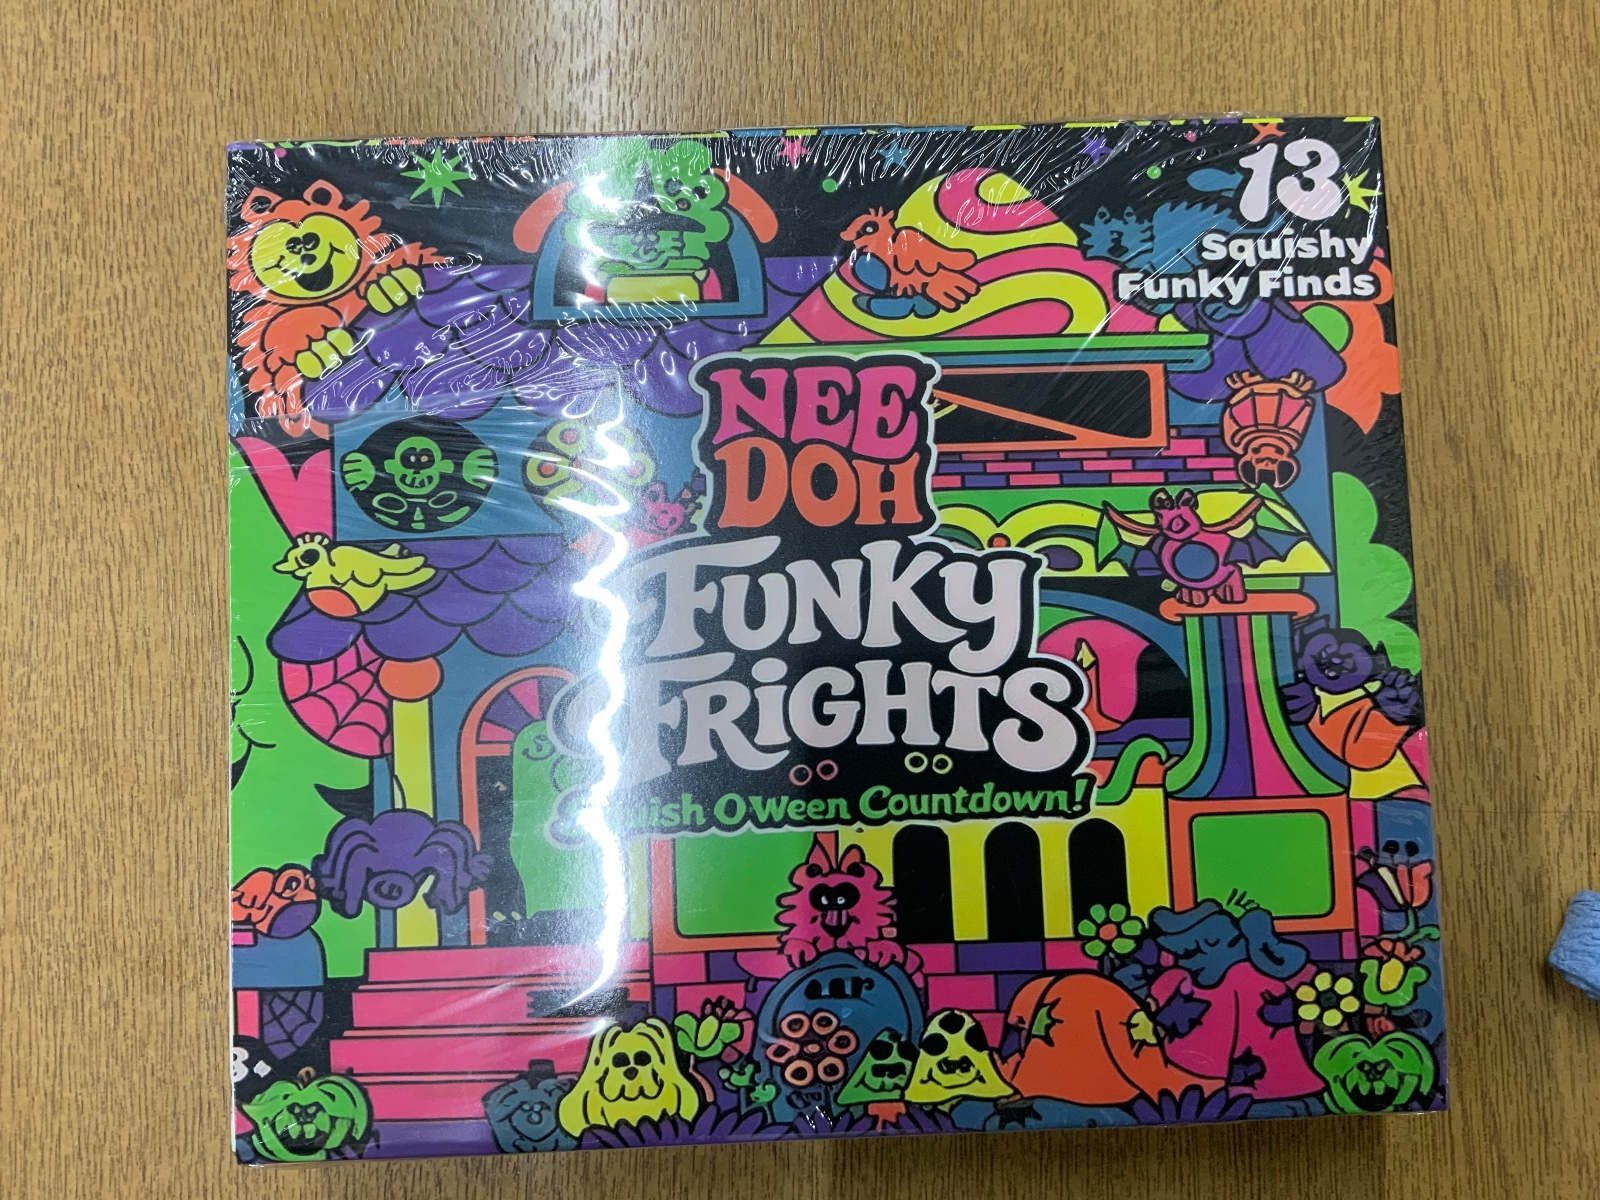 13
Squishy
Funky Finds
NEE
DOH
FUNKY
FRiGHTS
Squish O'Ween Countdown!